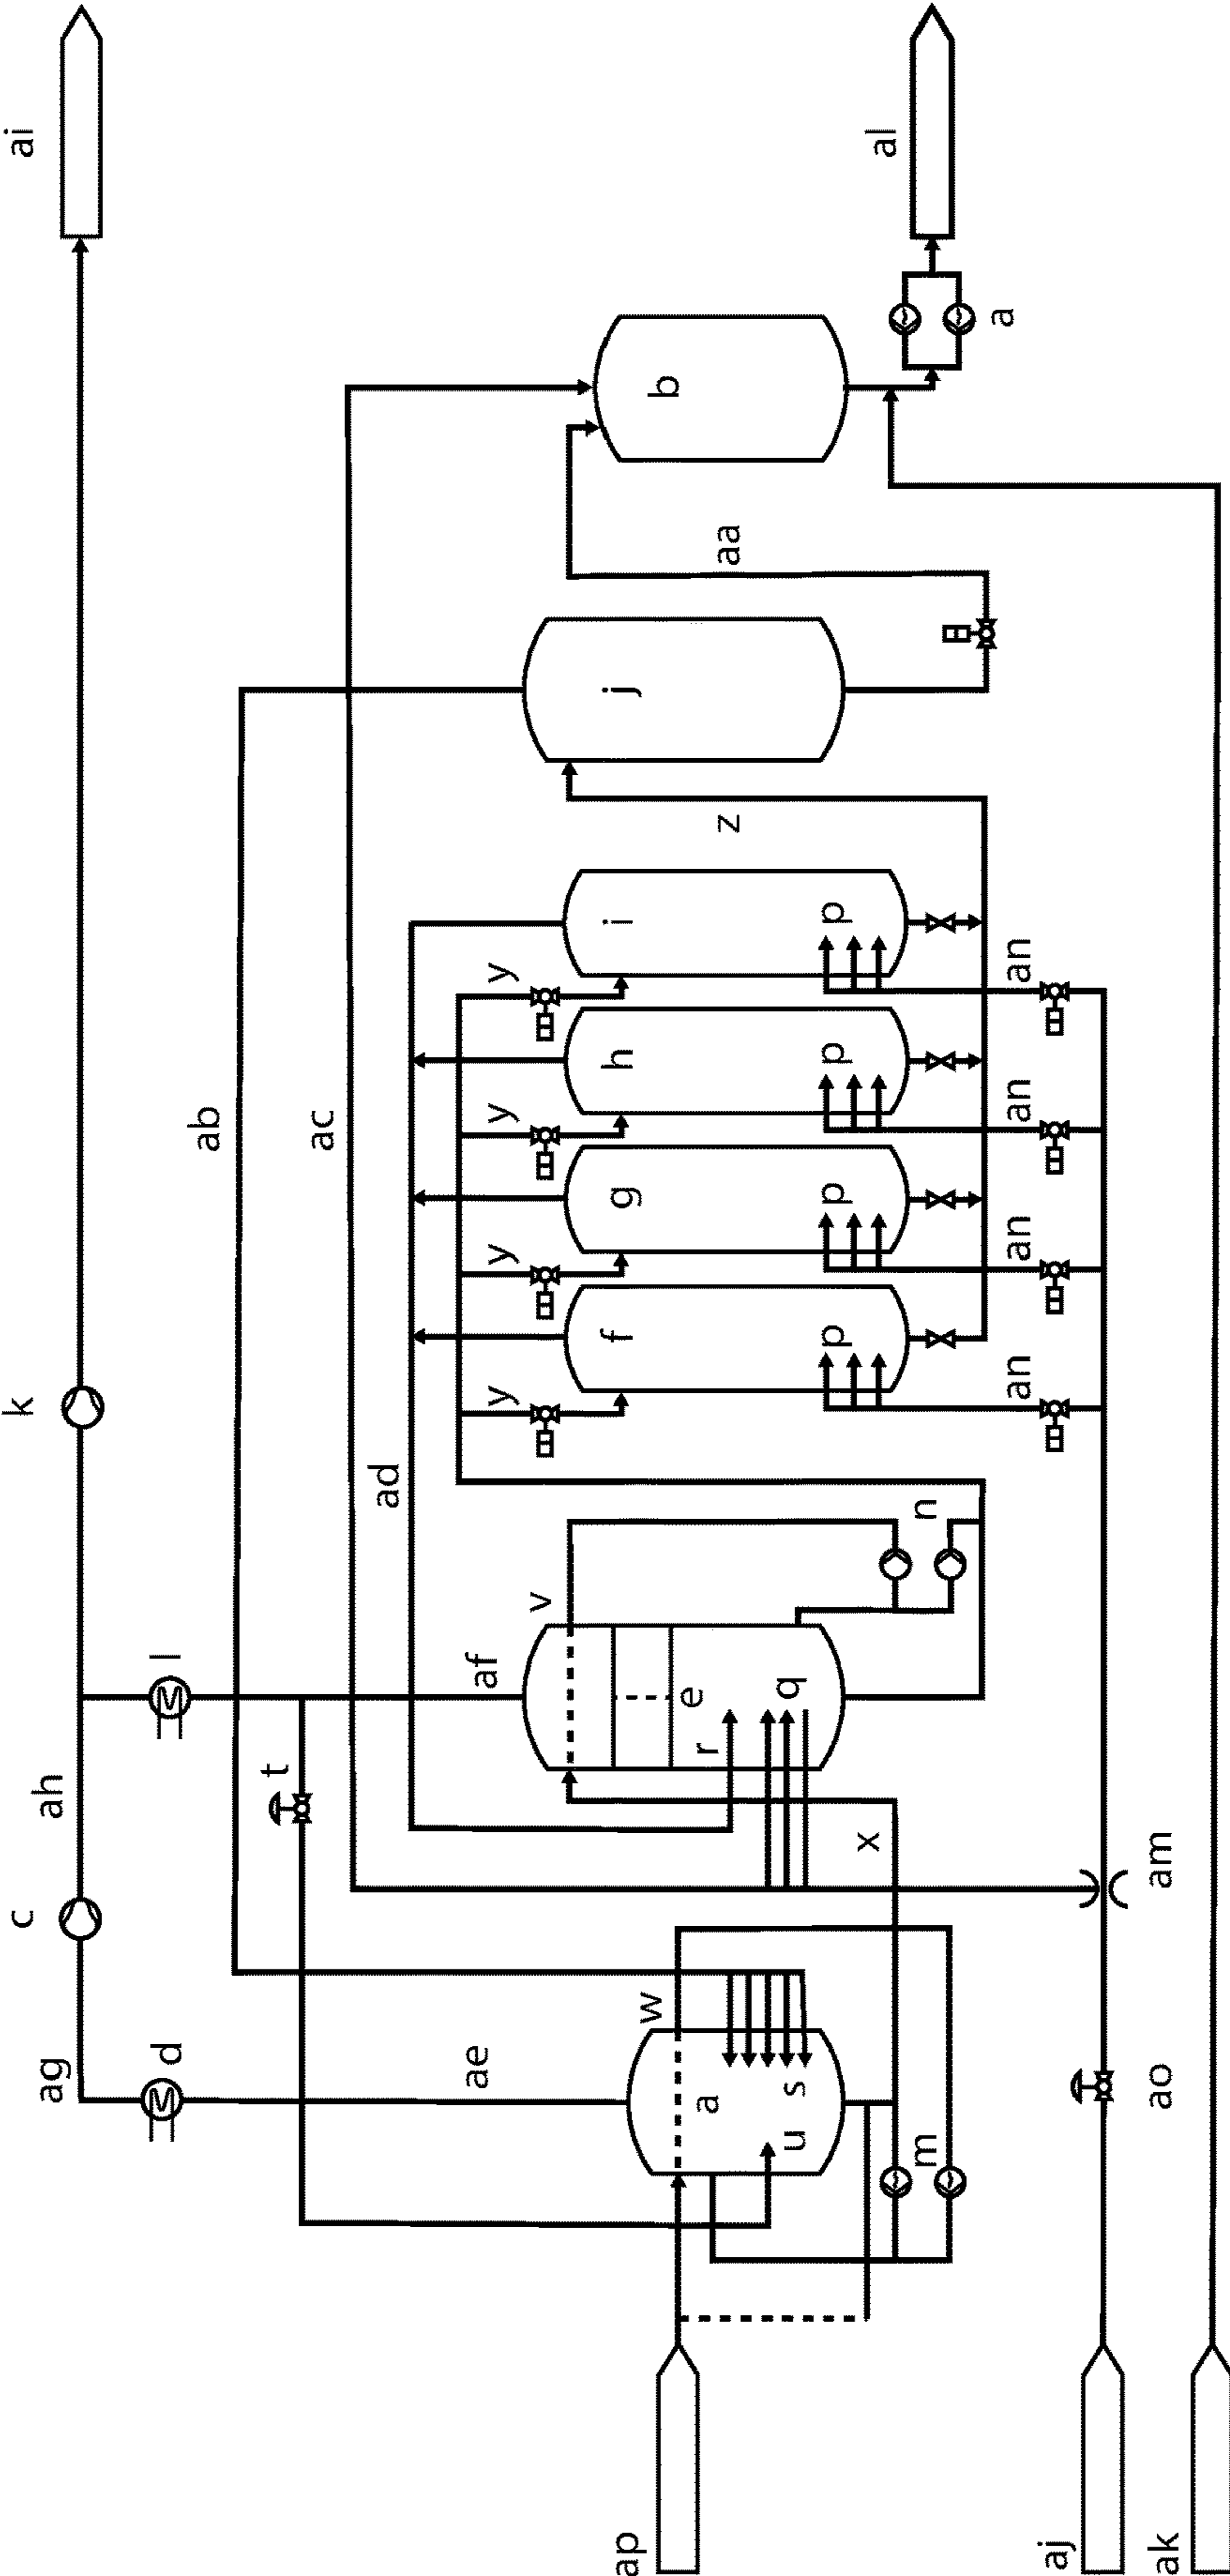 c
k
ai
ag
ah
d
l
ab
t
ac
ad
ae
af
y
y
y
y
v
f
g
h
i
j
ap
w
b
e
a
r
z
aa
u
s
q
p
p
p
p
x
al
m
n
a
an
an
an
an
aj
ao
am
ak